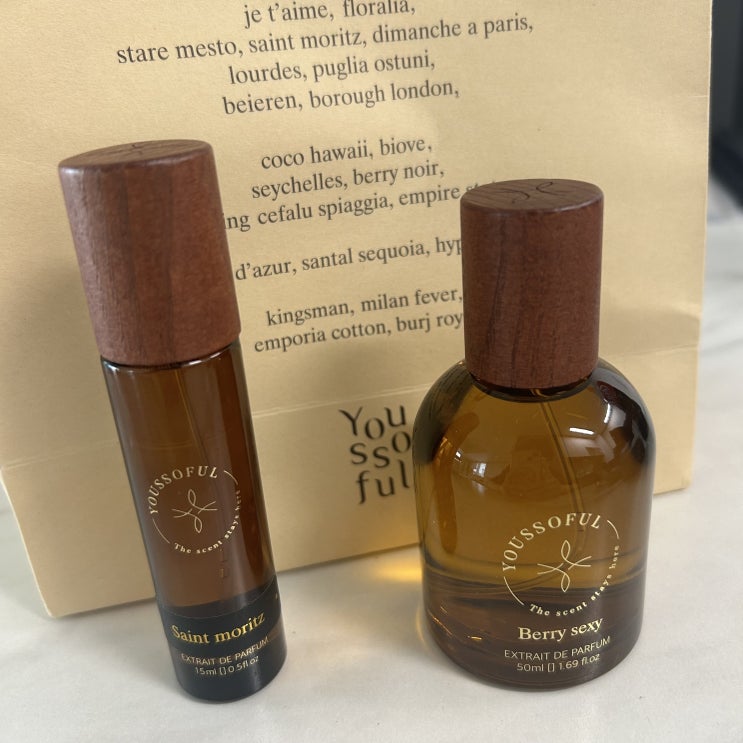 je t'aime, floralia,
stare mesto, saint moritz, dimanche a paris,
lourdes, puglia ostuni,
beieren, borough london,
coco hawaii, biove,
seychelles, berry noir,
cefalu spiaggia, empire
d'azur, santal sequoia,
kingsman, milan fever,
emporia cotton, burj
You
sso
ful
YOUSSOFUL
The scent stays here
Saint moritz
EXTRAIT DE PARFUM
15ml [] 0.5fl oz
YOUSSOFUL
The scent stays here
Berry sexy
EXTRAIT DE PARFUM
50ml [] 1.69 fl.oz